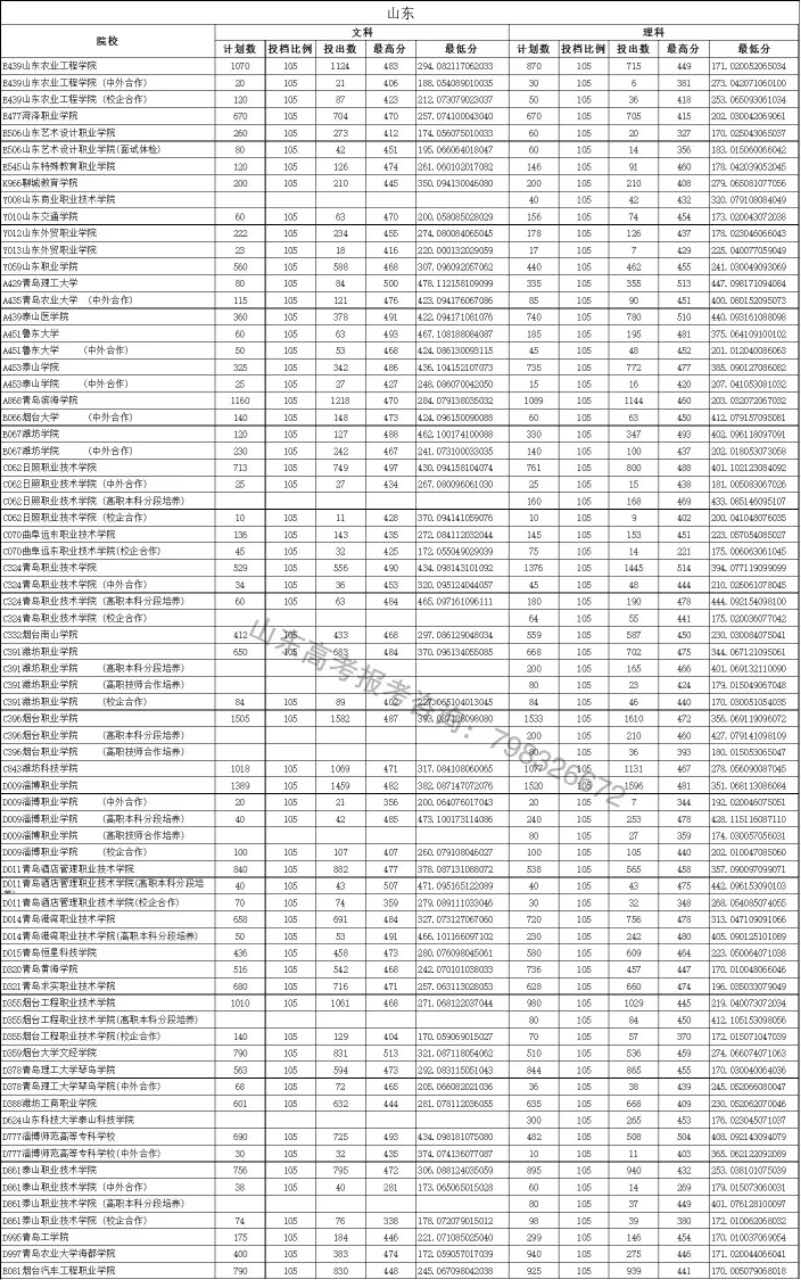 山东
院校 文科 理科
计划数 投档比例 投出数 最高分 最低分 计划数 投档比例 投出数 最高分 最低分
E439山东农业工程学院 1070 105 1124 483 294.082117062033 870 105 715 449 171.020052065034
E439山东农业工程学院（中外合作） 20 105 21 406 188.054089010035 30 105 6 381 273.042071060100
E439山东农业工程学院（校企合作） 120 105 87 423 212.073079023037 50 105 36 418 253.065093061034
E477菏泽职业学院 670 105 704 470 257.074100043040 670 105 705 415 202.030042069061
E506山东艺术设计职业学院 260 105 273 412 174.056075010033 60 105 20 327 170.025043065037
E506山东艺术设计职业学院(面试体检) 80 105 42 451 195.066064018047 60 105 14 356 183.015060066042
E545山东特殊教育职业学院 120 105 126 474 261.060102017082 146 105 91 460 178.042039052045
K966聊城教育学院 200 105 210 445 350.094130046080 200 105 210 408 279.065081077056
Y008山东商业职业技术学院 40 105 42 432 320.079108084049
Y010山东交通学院 60 105 63 470 200.058085028029 156 105 74 454 173.020043072038
Y012山东外贸职业学院 222 105 234 455 274.080084065045 178 105 126 437 178.023046066043
Y013山东外贸职业学院 23 105 18 416 220.000132029059 17 105 7 429 225.040077059049
Y059山东职业学院 560 105 588 468 307.096092057062 440 105 462 455 241.030049093069
A429青岛理工大学 80 105 84 500 478.112158109099 335 105 355 513 447.098171094084
A435青岛农业大学 （中外合作） 115 105 121 476 423.094176067086 85 105 90 451 400.080152095073
A439泰山医学院 360 105 378 491 422.094171081076 740 105 780 510 440.093161088098
A451鲁东大学 60 105 63 493 467.108188084087 185 105 195 481 375.064109100102
A451鲁东大学 （中外合作） 50 105 53 468 424.086130093115 45 105 48 452 201.012040086063
A453泰山学院 325 105 342 486 436.104152107073 735 105 772 477 385.090127086082
A453泰山学院 （中外合作） 25 105 27 427 248.086070042050 15 105 16 420 207.041053081032
A868青岛滨海学院 1160 105 1218 470 284.079138035032 1089 105 1144 460 203.032072067032
B066烟台大学 （中外合作） 140 105 148 473 424.096150090088 60 105 63 450 412.079157095081
B067潍坊学院 120 105 127 488 462.100174100088 330 105 347 493 402.096118097091
B067潍坊学院 （中外合作） 230 105 242 467 241.073100033035 140 105 100 437 202.018053073058
C062日照职业技术学院 713 105 749 497 430.094158104074 761 105 800 488 401.102123084092
C062日照职业技术学院（中外合作） 25 105 27 434 267.080096061030 25 105 15 438 181.005083067026
C062日照职业技术学院（高职本科分段培养） 160 105 168 469 433.085146095107
C062日照职业技术学院（校企合作） 10 105 11 428 370.094141059076 10 105 9 402 200.041048076035
C070曲阜远东职业技术学院 136 105 143 435 272.084112032044 145 105 153 451 223.057054085027
C070曲阜远东职业技术学院(校企合作) 45 105 32 425 172.055049029039 75 105 14 221 175.006063061045
C324青岛职业技术学院 529 105 556 490 434.098143101092 1376 105 1445 514 394.077119099099
C324青岛职业技术学院（中外合作） 34 105 36 453 320.095124044057 45 105 48 444 210.026061078045
C324青岛职业技术学院（高职本科分段培养） 60 105 63 484 465.097161096111 180 105 190 478 444.092154098100
C324青岛职业技术学院（校企合作） 64 105 55 441 175.020036077042
C332烟台南山学院 412 105 433 468 297.086129048034 559 105 587 450 230.030084075041
C391潍坊职业学院 650 105 683 484 370.096134055085 668 105 702 475 344.067121095061
C391潍坊职业学院 （高职本科分段培养） 200 105 165 466 401.069132110090
C391潍坊职业学院 （高职技师合作培养） 80 105 23 424 179.015049067048
C391潍坊职业学院 （校企合作） 84 105 89 402 227.065104013045 84 105 46 440 170.030051054035
C396烟台职业学院 1505 105 1582 487 393.087128098080 1533 105 1610 472 356.069119096072
C396烟台职业学院 （高职本科分段培养） 200 105 210 460 427.079141098109
C396烟台职业学院 （高职技师合作培养） 80 105 36 393 180.015053065047
C843潍坊科技学院 1018 105 1069 471 317.084108060065 1077 105 1131 467 278.056090087045
D009淄博职业学院 1389 105 1459 482 382.087147072076 1520 105 1596 481 351.068113086084
D009淄博职业学院 （中外合作） 20 105 21 356 200.064076017043 20 105 7 344 192.020046075051
D009淄博职业学院 （高职本科分段培养） 40 105 42 485 473.100173114086 240 105 253 478 428.115116087110
D009淄博职业学院 （高职技师合作培养） 80 105 27 359 174.030057056031
D009淄博职业学院 （校企合作） 100 105 107 407 260.079108046027 100 105 105 440 202.010047085060
D011青岛酒店管理职业技术学院 840 105 882 477 378.087131088072 538 105 565 458 357.090097099071
D011青岛酒店管理职业技术学院(高职本科分段培养) 40 105 43 507 471.095165122089 40 105 43 475 442.096153090103
D011青岛酒店管理职业技术学院(校企合作) 70 105 74 359 279.089111033046 30 105 32 348 268.054085074055
D014青岛港湾职业技术学院 658 105 691 484 327.073127067060 720 105 756 478 313.047109091066
D014青岛港湾职业技术学院(高职本科分段培养) 50 105 53 491 466.101166097102 230 105 242 480 405.090125101089
D015青岛恒星科技学院 436 105 458 473 280.076098045061 580 105 609 464 223.050064071038
D320青岛黄海学院 516 105 542 468 242.070101038033 736 105 457 447 170.010048066046
D321青岛求实职业技术学院 680 105 716 471 257.063113028053 628 105 660 474 196.035033079049
D355烟台工程职业技术学院 1010 105 1061 468 271.068122037044 980 105 1029 445 219.040073072034
D355烟台工程职业技术学院(高职本科分段培养) 80 105 84 450 412.105153098056
D355烟台工程职业技术学院(校企合作) 140 105 129 404 170.059069015027 70 105 57 370 172.015071047039
D359烟台大学文经学院 790 105 831 513 321.087118054062 510 105 536 459 274.066074071063
D378青岛理工大学琴岛学院 563 105 594 473 292.083115051043 844 105 865 455 170.030040064036
D378青岛理工大学琴岛学院(中外合作) 68 105 72 465 205.066082021036 36 105 38 439 245.052066080047
D388潍坊工商职业学院 601 105 632 444 281.078112036055 635 105 668 409 230.052062070046
D624山东科技大学泰山科技学院 300 105 265 453 176.023045071037
D777淄博师范高等专科学校 690 105 725 493 434.098181075080 482 105 508 504 408.092143094079
D777淄博师范高等专科学校(中外合作) 30 105 32 435 374.074136077087 10 105 11 403 365.062122092089
D861泰山职业技术学院 756 105 795 472 306.088124035059 895 105 940 432 253.038101075039
D861泰山职业技术学院（中外合作） 38 105 40 281 173.065065015028 60 105 14 269 179.015073060031
D861泰山职业技术学院（高职本科分段培养） 80 105 37 449 401.076128100097
D861泰山职业技术学院（校企合作） 74 105 76 338 178.072079015012 98 105 39 380 172.010062068032
D995青岛工学院 175 105 184 446 221.071085025040 299 105 146 454 170.010037069054
D997青岛农业大学海都学院 400 105 383 474 172.059057017039 940 105 275 446 171.020044066041
E081烟台汽车工程职业学院 790 105 830 448 245.067098042038 925 105 939 441 170.005079068018
山东高考报考咨询：798326672